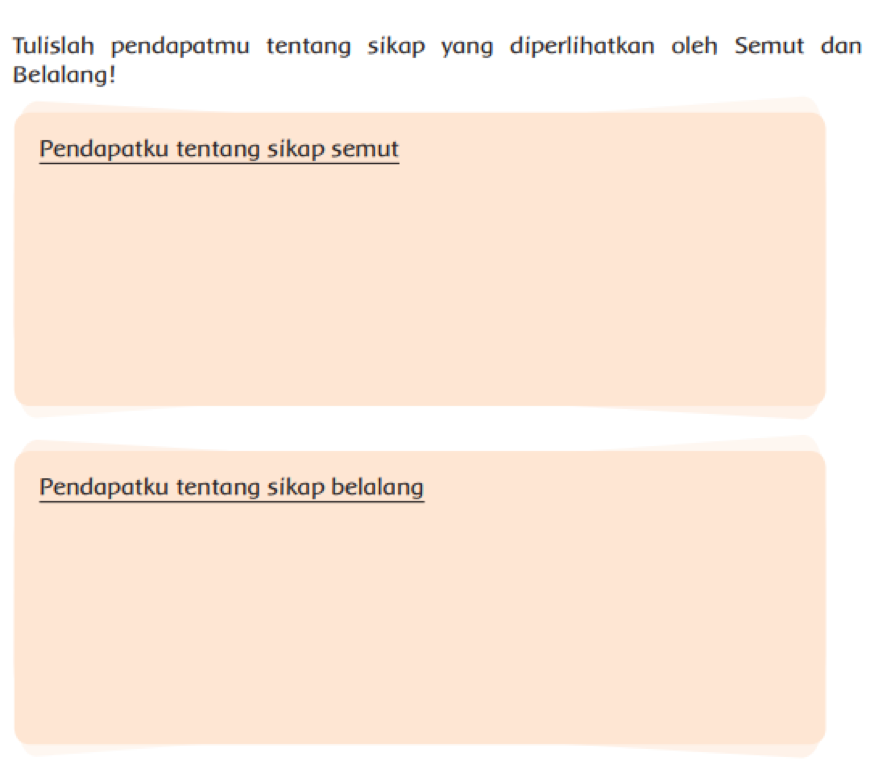 Tulislah pendapatmu tentang sikap yang diperlihatkan oleh Semut dan
Belalang!
Pendapatku tentang sikap semut
Pendapatku tentang sikap belalang